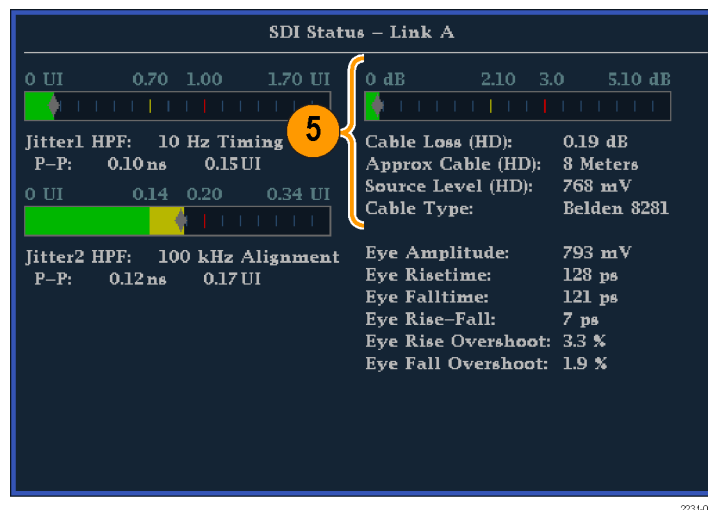 SDI Status – Link A
0 UI 0.70 1.00 1.70 UI
Jitter1 HPF: 10 Hz Timing
P–P: 0.10 ns 0.15 UI
0 UI 0.14 0.20 0.34 UI
Jitter2 HPF: 100 kHz Alignment
P–P: 0.12 ns 0.17 UI
5
0 dB 2.10 3.0 5.10 dB
Cable Loss (HD): 0.19 dB
Approx Cable (HD): 8 Meters
Source Level (HD): 768 mV
Cable Type: Belden 8281
Eye Amplitude: 793 mV
Eye Risetime: 128 ps
Eye Falltime: 121 ps
Eye Rise–Fall: 7 ps
Eye Rise Overshoot: 3.3 %
Eye Fall Overshoot: 1.9 %